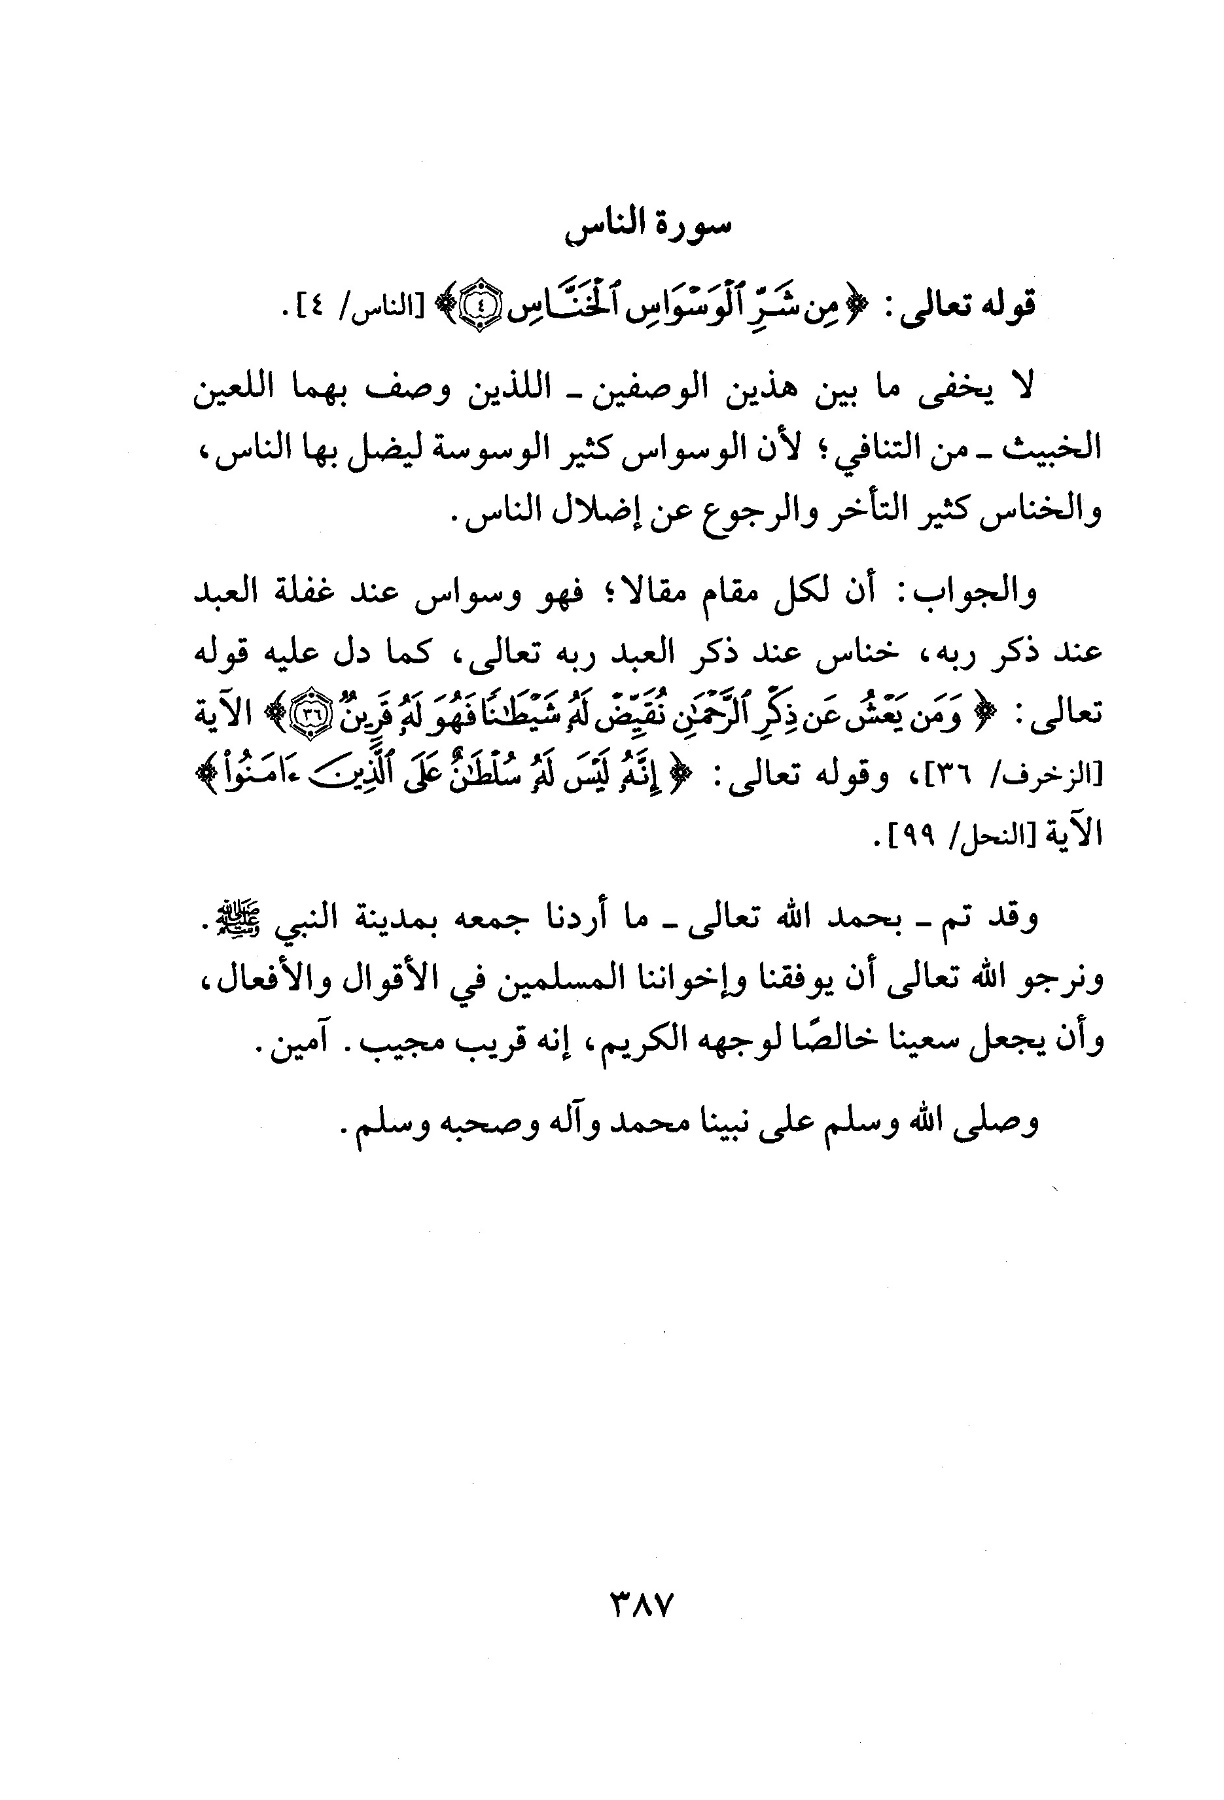 سورة الناس
قوله تعالى: ﴿مِن شَرِّ ٱلْوَسْوَاسِ ٱلْخَنَّاسِ ٤﴾ [الناس/ ٤].
لا يخفى ما بين هذين الوصفين ـ اللذين وصف بهما اللعين
الخبيث ـ من التنافي؛ لأن الوسواس كثير الوسوسة ليضل بها الناس،
والخناس كثير التأخر والرجوع عن إضلال الناس.
والجواب: أن لكل مقام مقالا؛ فهو وسواس عند غفلة العبد
عند ذكر ربه، خناس عند ذكر العبد ربه تعالى، كما دل عليه قوله
تعالى: ﴿وَمَن يَعْشُ عَن ذِكْرِ ٱلرَّحْمَٰنِ نُقَيِّضْ لَهُۥ شَيْطَٰنًا فَهُوَ لَهُۥ قَرِينٌ ٣٦﴾ الآية
[الزخرف/ ٣٦]، وقوله تعالى: ﴿إِنَّهُۥ لَيْسَ لَهُۥ سُلْطَٰنٌ عَلَى ٱلَّذِينَ ءَامَنُوا۟﴾
الآية [النحل/ ٩٩].
وقد تم ـ بحمد الله تعالى ـ ما أردنا جمعه بمدينة النبي ﷺ.
ونرجو الله تعالى أن يوفقنا وإخواننا المسلمين في الأقوال والأفعال،
وأن يجعل سعينا خالصًا لوجهه الكريم، إنه قريب مجيب. آمين.
وصلى الله وسلم على نبينا محمد وآله وصحبه وسلم.
٣٨٧